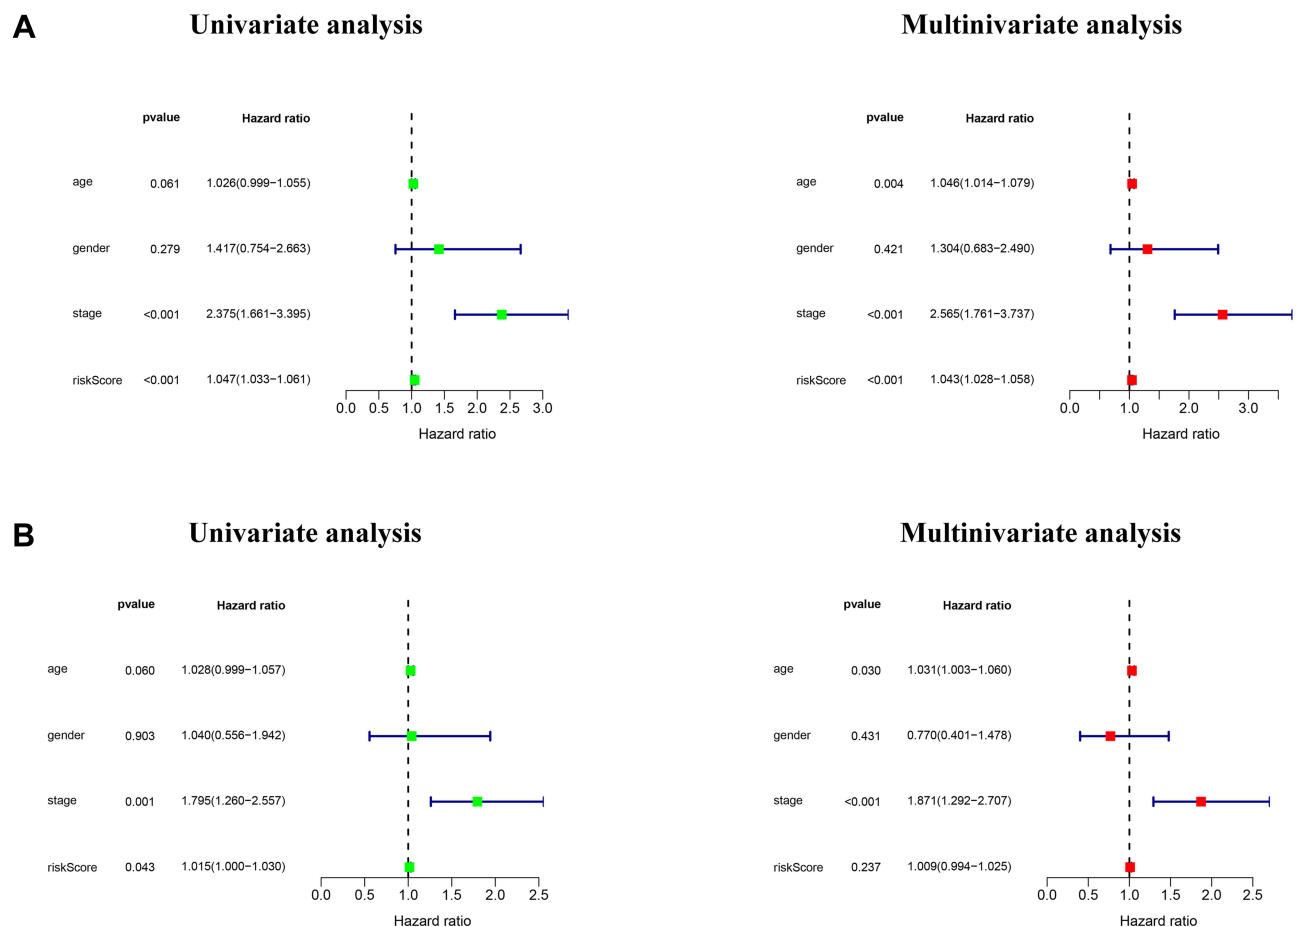 A
Univariate analysis
Multinivariate analysis
pvalue Hazard ratio
age 0.061 1.026(0.999−1.055)
gender 0.279 1.417(0.754−2.663)
stage <0.001 2.375(1.661−3.395)
riskScore <0.001 1.047(1.033−1.061)
0.0 0.5 1.0 1.5 2.0 2.5 3.0
Hazard ratio
pvalue Hazard ratio
age 0.004 1.046(1.014−1.079)
gender 0.421 1.304(0.683−2.490)
stage <0.001 2.565(1.761−3.737)
riskScore <0.001 1.043(1.028−1.058)
0.0 1.0 2.0 3.0
Hazard ratio
B
Univariate analysis
Multinivariate analysis
pvalue Hazard ratio
age 0.060 1.028(0.999−1.057)
gender 0.903 1.040(0.556−1.942)
stage 0.001 1.795(1.260−2.557)
riskScore 0.043 1.015(1.000−1.030)
0.0 0.5 1.0 1.5 2.0 2.5
Hazard ratio
pvalue Hazard ratio
age 0.030 1.031(1.003−1.060)
gender 0.431 0.770(0.401−1.478)
stage <0.001 1.871(1.292−2.707)
riskScore 0.237 1.009(0.994−1.025)
0.0 0.5 1.0 1.5 2.0 2.5
Hazard ratio